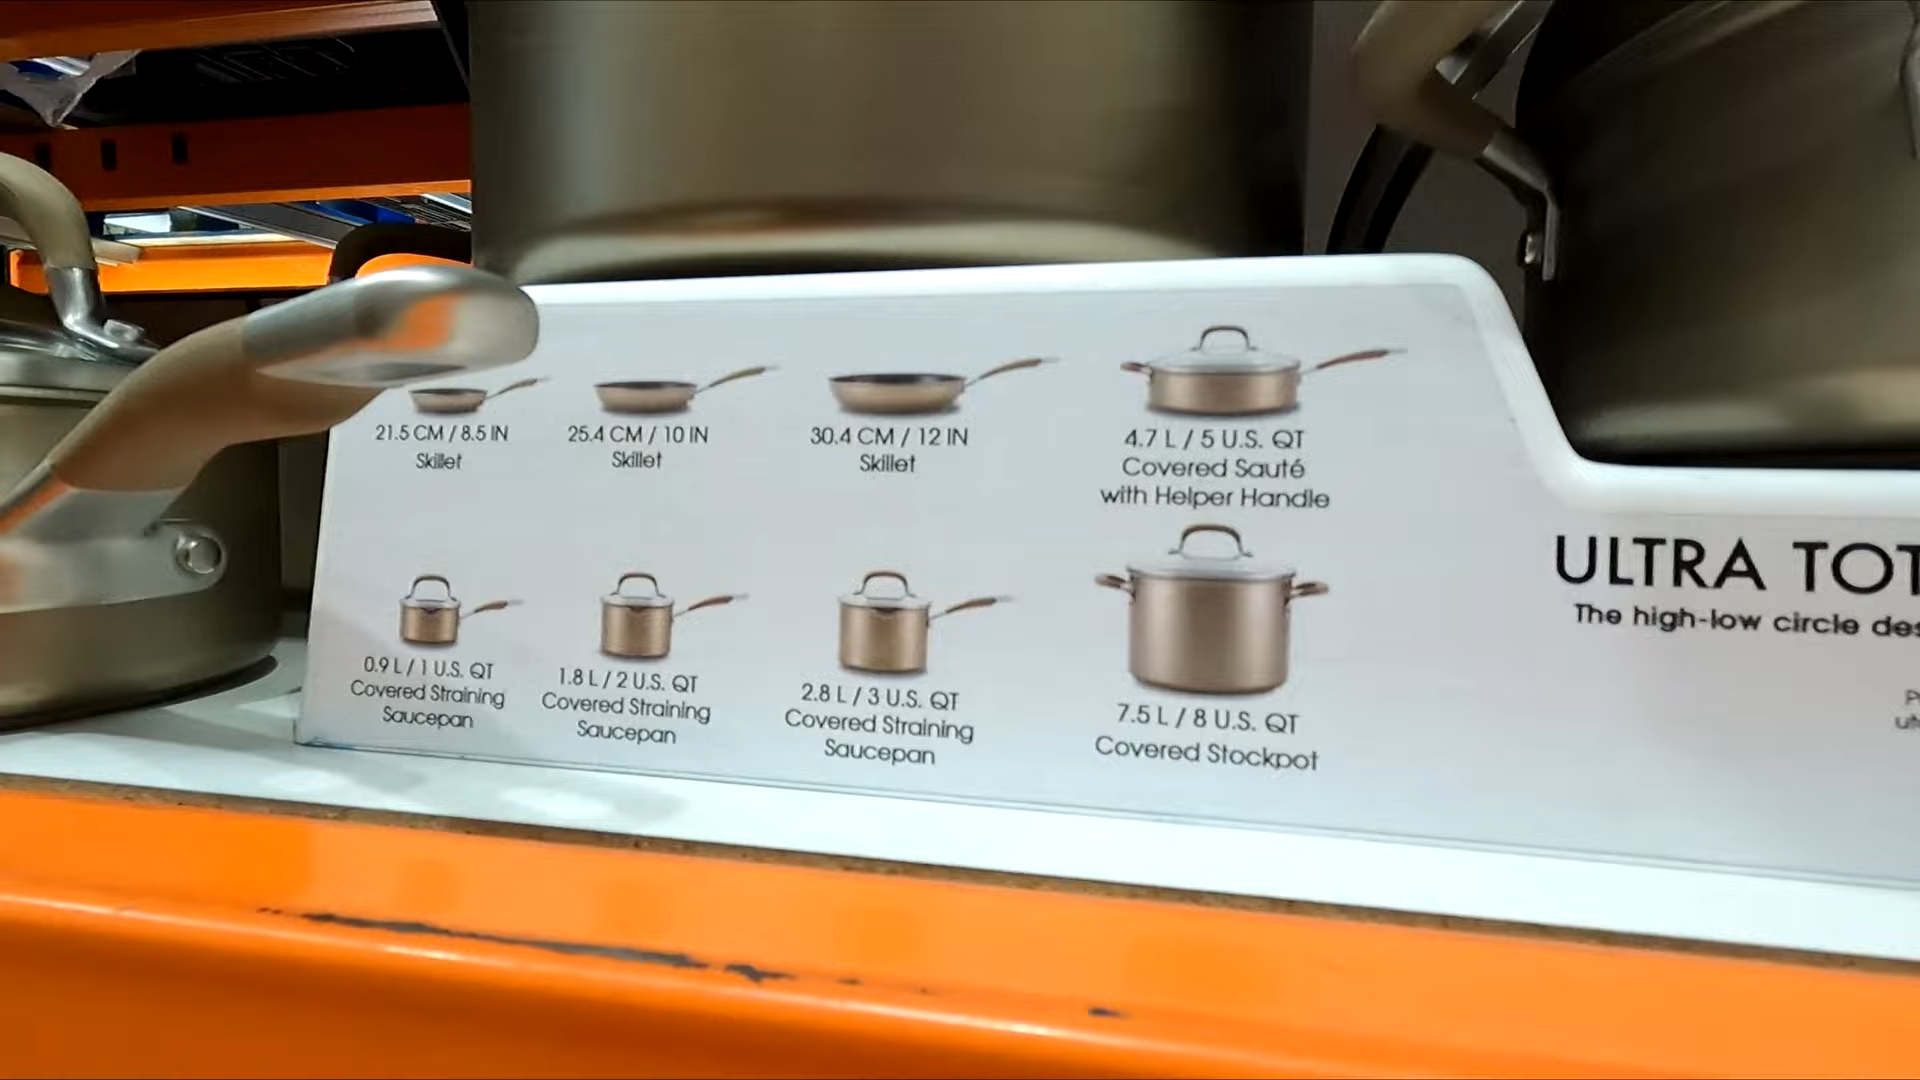 21.5 CM / 8.5 IN
Skillet
25.4 CM / 10 IN
Skillet
30.4 CM / 12 IN
Skillet
4.7 L / 5 U.S. QT
Covered Sauté
with Helper Handle
0.9 L / 1 U.S. QT
Covered Straining
Saucepan
1.8 L / 2 U.S. QT
Covered Straining
Saucepan
2.8 L / 3 U.S. QT
Covered Straining
Saucepan
7.5 L / 8 U.S. QT
Covered Stockpot
ULTRA TOT
The high-low circle des